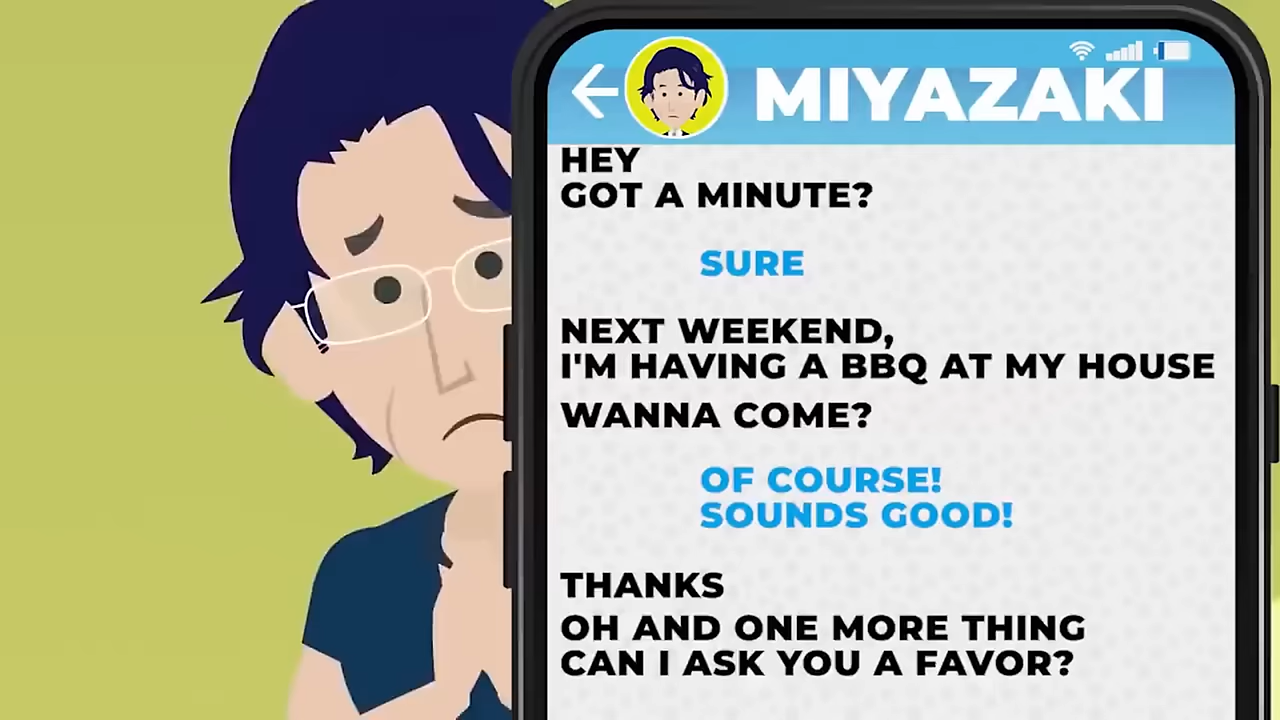 MIYAZAKI
HEY
GOT A MINUTE?
SURE
NEXT WEEKEND,
I'M HAVING A BBQ AT MY HOUSE
WANNA COME?
OF COURSE!
SOUNDS GOOD!
THANKS
OH AND ONE MORE THING
CAN I ASK YOU A FAVOR?